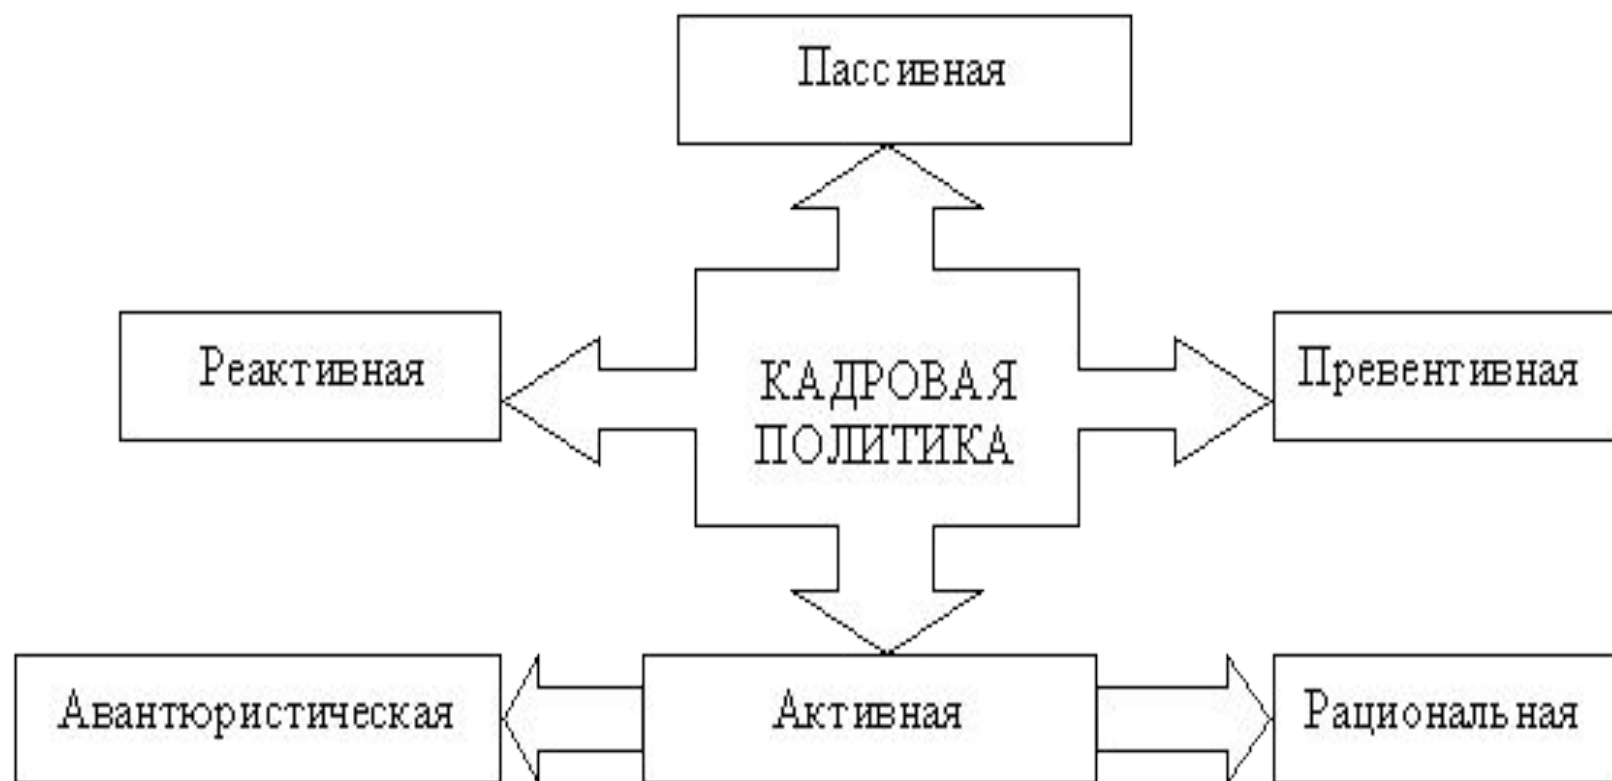 Пассивная
Реактивная
КАДРОВАЯ
ПОЛИТИКА
Превентивная
Авантюристическая
Активная
Рациональная